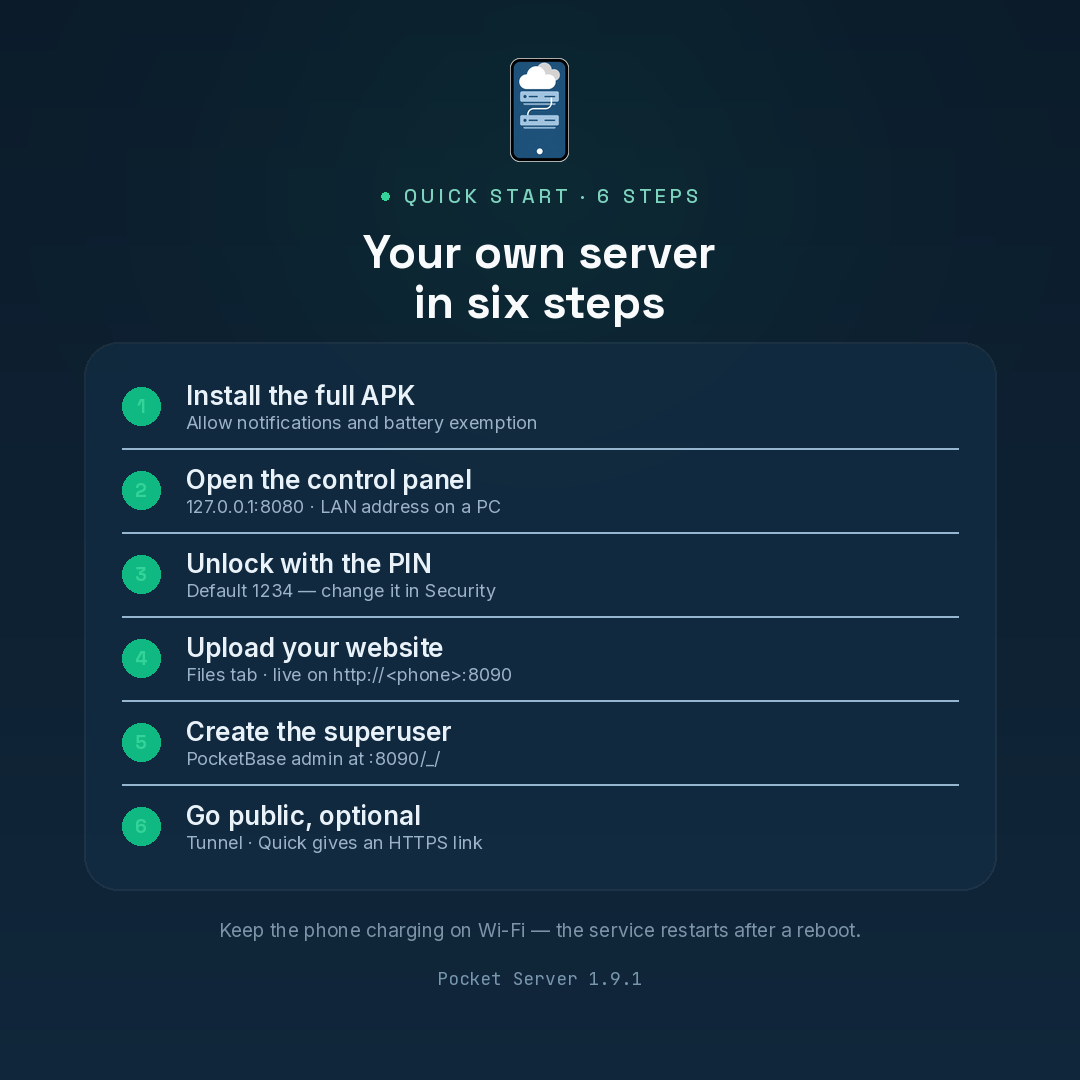 QUICK START · 6 STEPS
Your own server
in six steps
1
Install the full APK
Allow notifications and battery exemption
2
Open the control panel
127.0.0.1:8080 · LAN address on a PC
3
Unlock with the PIN
Default 1234 — change it in Security
4
Upload your website
Files tab · live on http://<phone>:8090
5
Create the superuser
PocketBase admin at :8090/_/
6
Go public, optional
Tunnel · Quick gives an HTTPS link
Keep the phone charging on Wi-Fi — the service restarts after a reboot.
Pocket Server 1.9.1